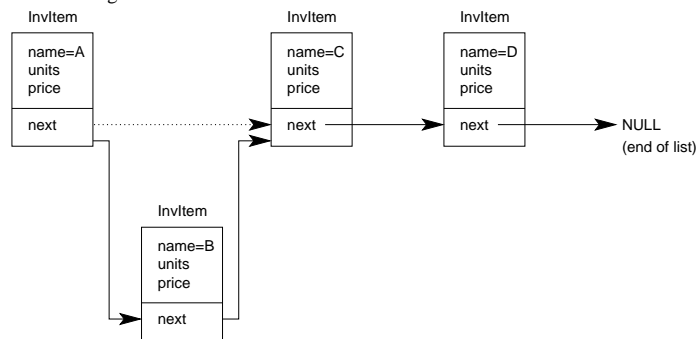 InvItem
name=A
units
price
next
InvItem
name=C
units
price
next
InvItem
name=D
units
price
next
NULL
(end of list)
InvItem
name=B
units
price
next